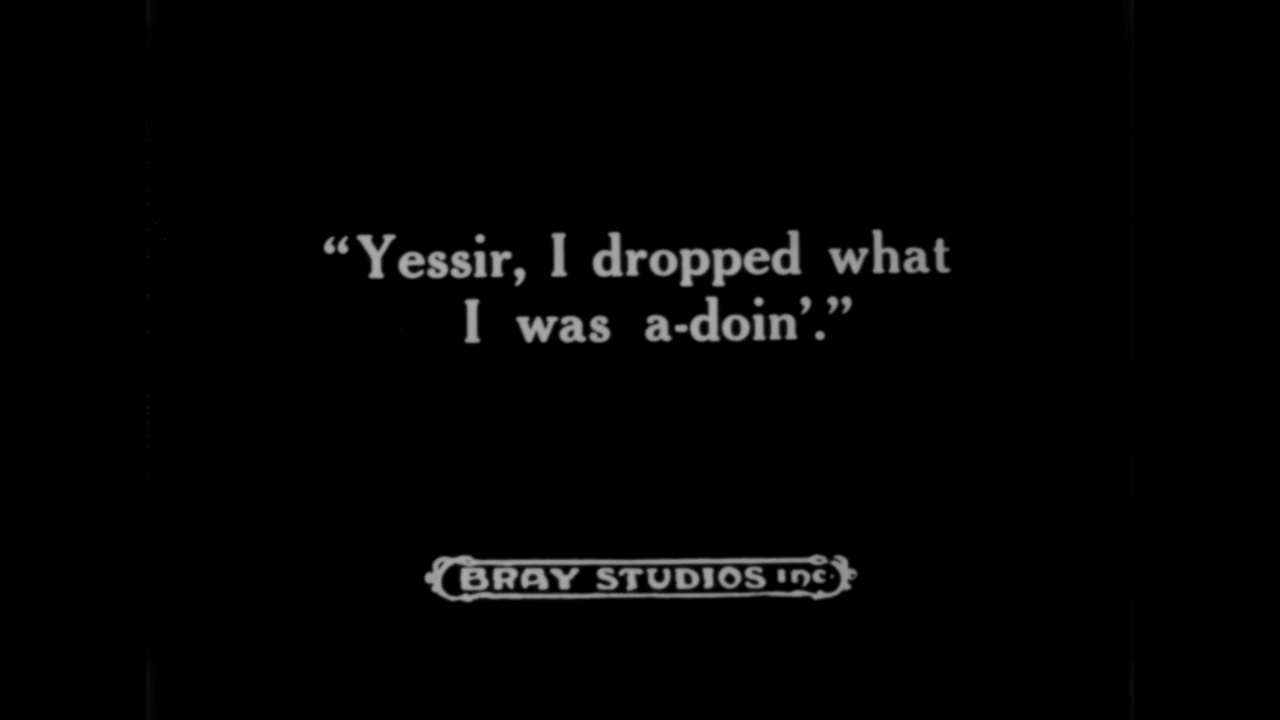 “Yessir, I dropped what
I was a-doin’.”
BRAY STUDIOS Inc.